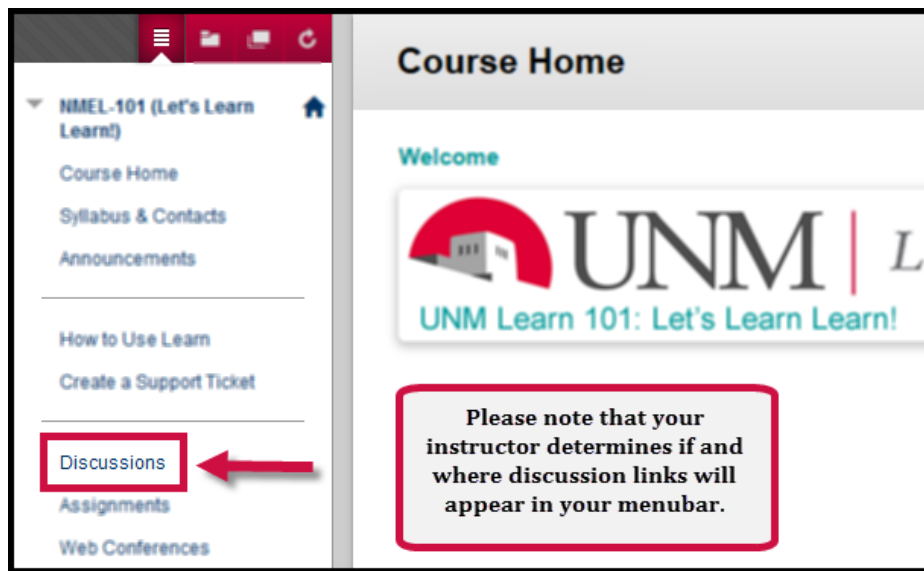 NMEL-101 (Let's Learn
Learn!)
Course Home
Syllabus & Contacts
Announcements
How to Use Learn
Create a Support Ticket
Discussions
Assignments
Web Conferences
Course Home
Welcome
UNM | L
UNM Learn 101: Let's Learn Learn!
Please note that your
instructor determines if and
where discussion links will
appear in your menubar.